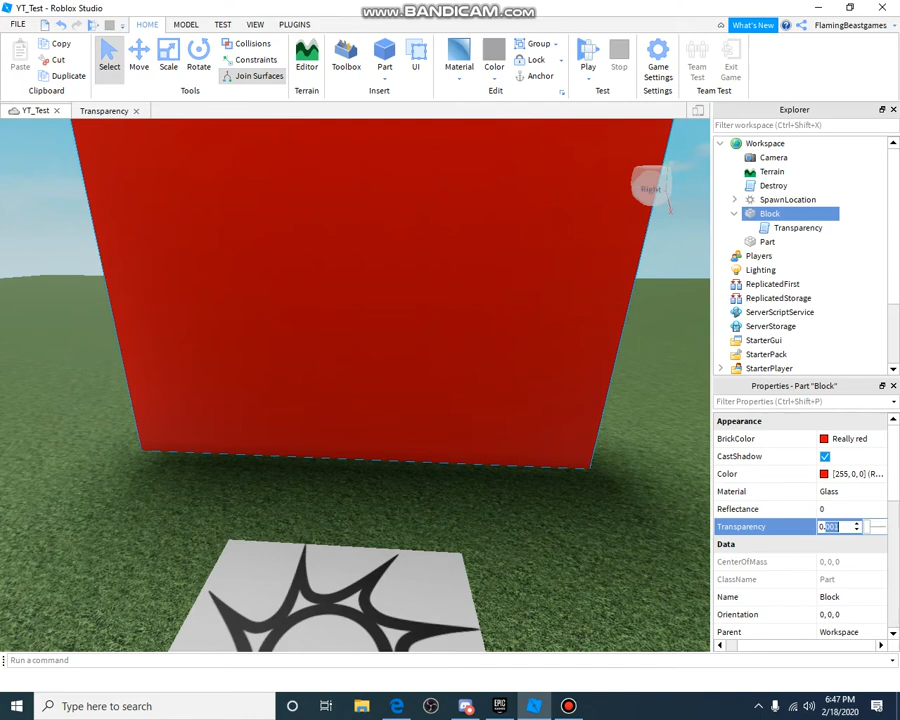 YT_Test - Roblox Studio
www.BANDICAM.com
FILE
HOME
MODEL
TEST
VIEW
PLUGINS
What's New
FlamingBeastgames
Paste
Copy
Cut
Duplicate
Clipboard
Select
Move
Scale
Rotate
Collisions
Constraints
Join Surfaces
Tools
Editor
Terrain
Toolbox
Part
UI
Insert
Material
Color
Group
Lock
Anchor
Edit
Play
Stop
Test
Game
Settings
Settings
Team
Test
Exit
Game
Team Test
YT_Test
Transparency
Right
Explorer
Filter workspace (Ctrl+Shift+X)
Workspace
Camera
Terrain
Destroy
SpawnLocation
Block
Transparency
Part
Players
Lighting
ReplicatedFirst
ReplicatedStorage
ServerScriptService
ServerStorage
StarterGui
StarterPack
StarterPlayer
Properties - Part "Block"
Filter Properties (Ctrl+Shift+P)
Appearance
BrickColor Really red
CastShadow
Color [255, 0, 0] (R...
Material Glass
Reflectance 0
Transparency 0.001
Data
CenterOfMass 0, 0, 0
ClassName Part
Name Block
Orientation 0, 0, 0
Parent Workspace
Run a command
Type here to search
EPIC
6:47 PM
2/18/2020